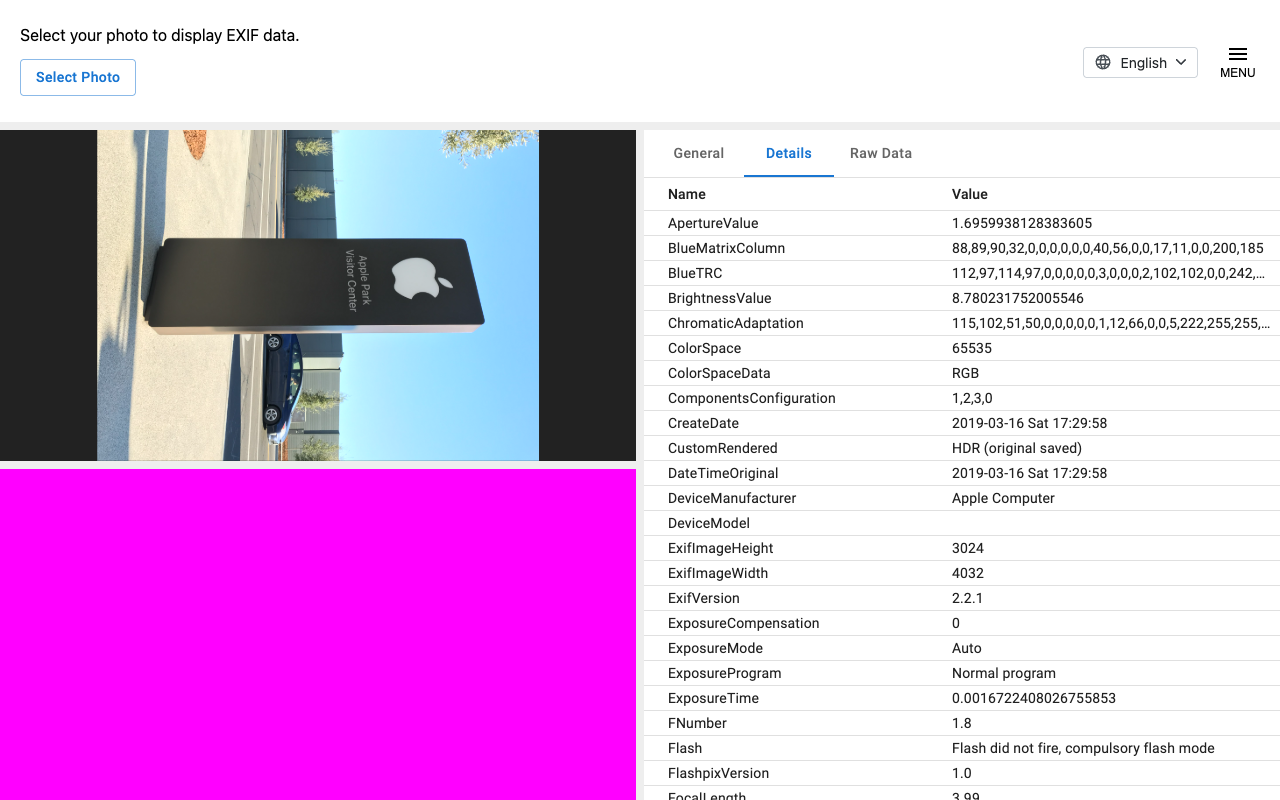 Select your photo to display EXIF data.
Select Photo
English
MENU
Apple Park
Visitor Center
General Details Raw Data
Name Value
ApertureValue 1.6959938128383605
BlueMatrixColumn 88,89,90,32,0,0,0,0,0,0,40,56,0,0,17,11,0,0,200,185
BlueTRC 112,97,114,97,0,0,0,0,0,3,0,0,0,2,102,102,0,0,242,...
BrightnessValue 8.780231752005546
ChromaticAdaptation 115,102,51,50,0,0,0,0,0,1,12,66,0,0,5,222,255,255,...
ColorSpace 65535
ColorSpaceData RGB
ComponentsConfiguration 1,2,3,0
CreateDate 2019-03-16 Sat 17:29:58
CustomRendered HDR (original saved)
DateTimeOriginal 2019-03-16 Sat 17:29:58
DeviceManufacturer Apple Computer
DeviceModel
ExifImageHeight 3024
ExifImageWidth 4032
ExifVersion 2.2.1
ExposureCompensation 0
ExposureMode Auto
ExposureProgram Normal program
ExposureTime 0.0016722408026755853
FNumber 1.8
Flash Flash did not fire, compulsory flash mode
FlashpixVersion 1.0
FocalLength 3.99